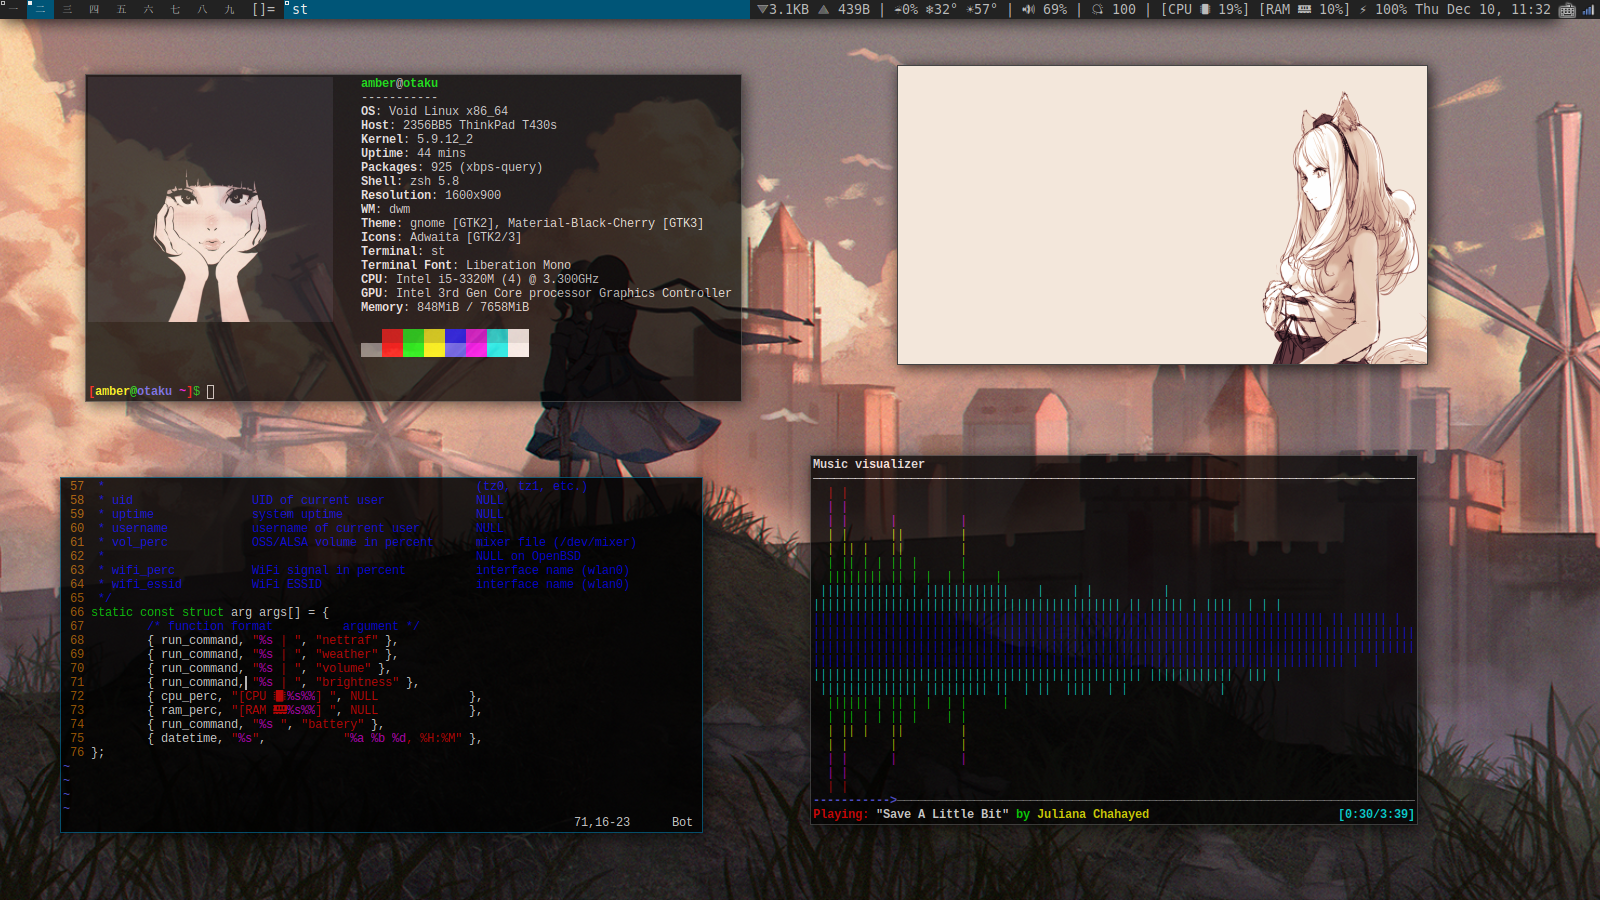 一 二 三 四 五 六 七 八 九 []= st
3.1KB 439B | 0% 32° 57° | 69% | 100 | [CPU 19%] [RAM 10%] 100% Thu Dec 10, 11:32
amber@otaku
-----------
OS: Void Linux x86_64
Host: 2356BB5 ThinkPad T430s
Kernel: 5.9.12_2
Uptime: 44 mins
Packages: 925 (xbps-query)
Shell: zsh 5.8
Resolution: 1600x900
WM: dwm
Theme: gnome [GTK2], Material-Black-Cherry [GTK3]
Icons: Adwaita [GTK2/3]
Terminal: st
Terminal Font: Liberation Mono
CPU: Intel i5-3320M (4) @ 3.300GHz
GPU: Intel 3rd Gen Core processor Graphics Controller
Memory: 848MiB / 7658MiB
[amber@otaku ~]$
57 * (tz0, tz1, etc.)
58 * uid UID of current user NULL
59 * uptime system uptime NULL
60 * username username of current user NULL
61 * vol_perc OSS/ALSA volume in percent mixer file (/dev/mixer)
62 * NULL on OpenBSD
63 * wifi_perc WiFi signal in percent interface name (wlan0)
64 * wifi_essid WiFi ESSID interface name (wlan0)
65 */
66 static const struct arg args[] = {
67 /* function format argument */
68 { run_command, "%s | ", "nettraf" },
69 { run_command, "%s | ", "weather" },
70 { run_command, "%s | ", "volume" },
71 { run_command, "%s | ", "brightness" },
72 { cpu_perc, "[CPU %s%%] ", NULL },
73 { ram_perc, "[RAM %s%%] ", NULL },
74 { run_command, "%s ", "battery" },
75 { datetime, "%s", "%a %b %d, %H:%M" },
76 };
~
~
~
~
71,16-23 Bot
Music visualizer
----------->
Playing: "Save A Little Bit" by Juliana Chahayed [0:30/3:39]